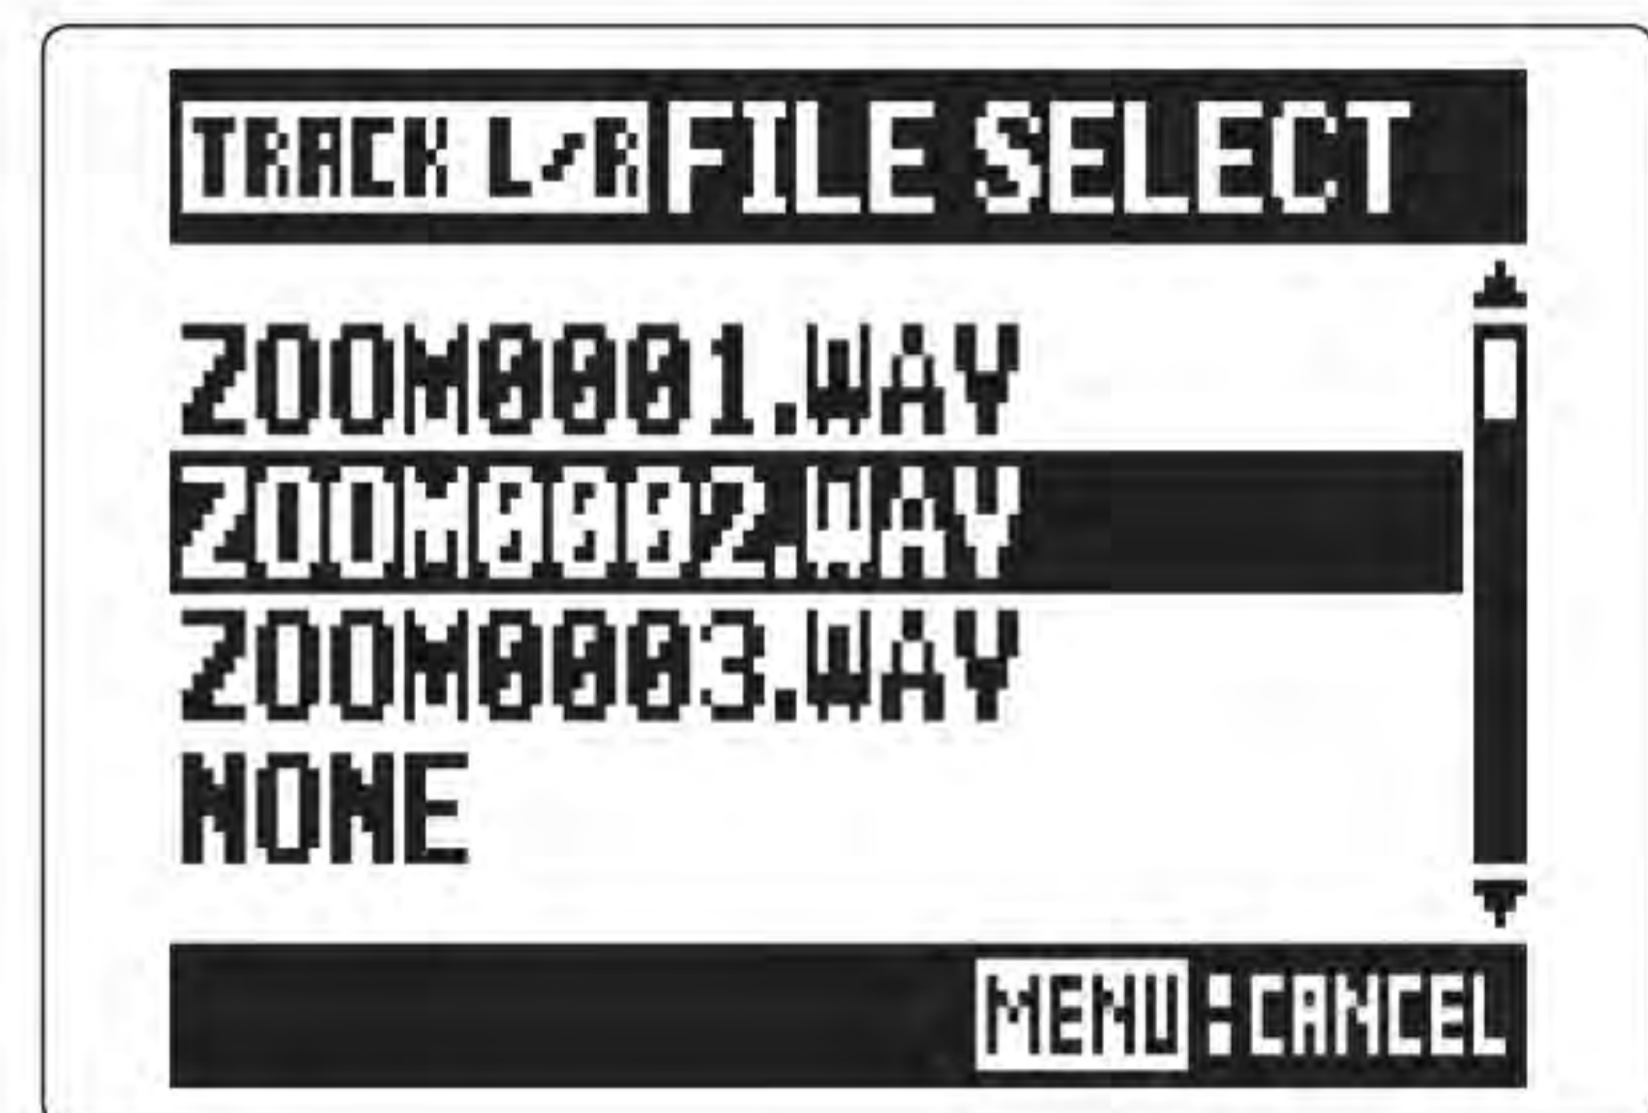 TRACK L/R FILE SELECT
ZOOM0001.WAV
ZOOM0002.WAV
ZOOM0003.WAV
NONE
MENU:CANCEL